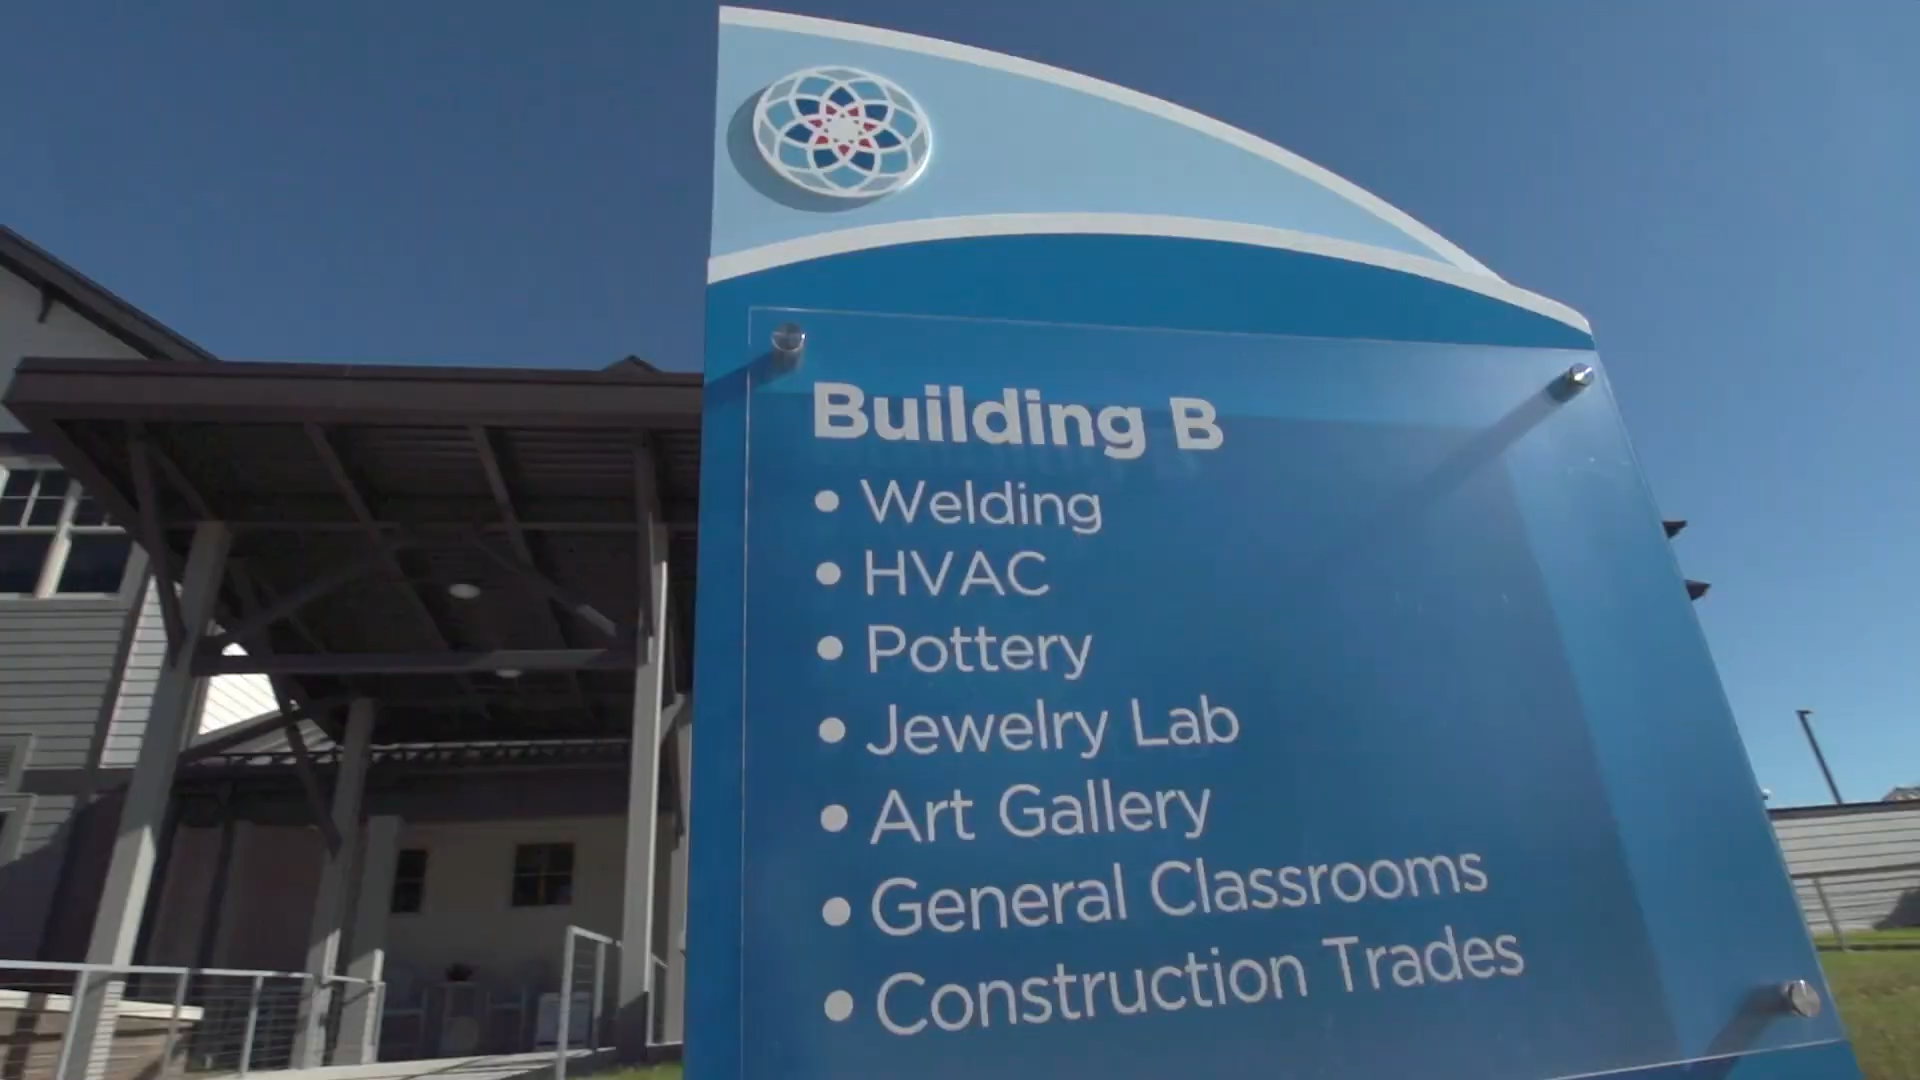 Building B
• Welding
• HVAC
• Pottery
• Jewelry Lab
• Art Gallery
• General Classrooms
• Construction Trades